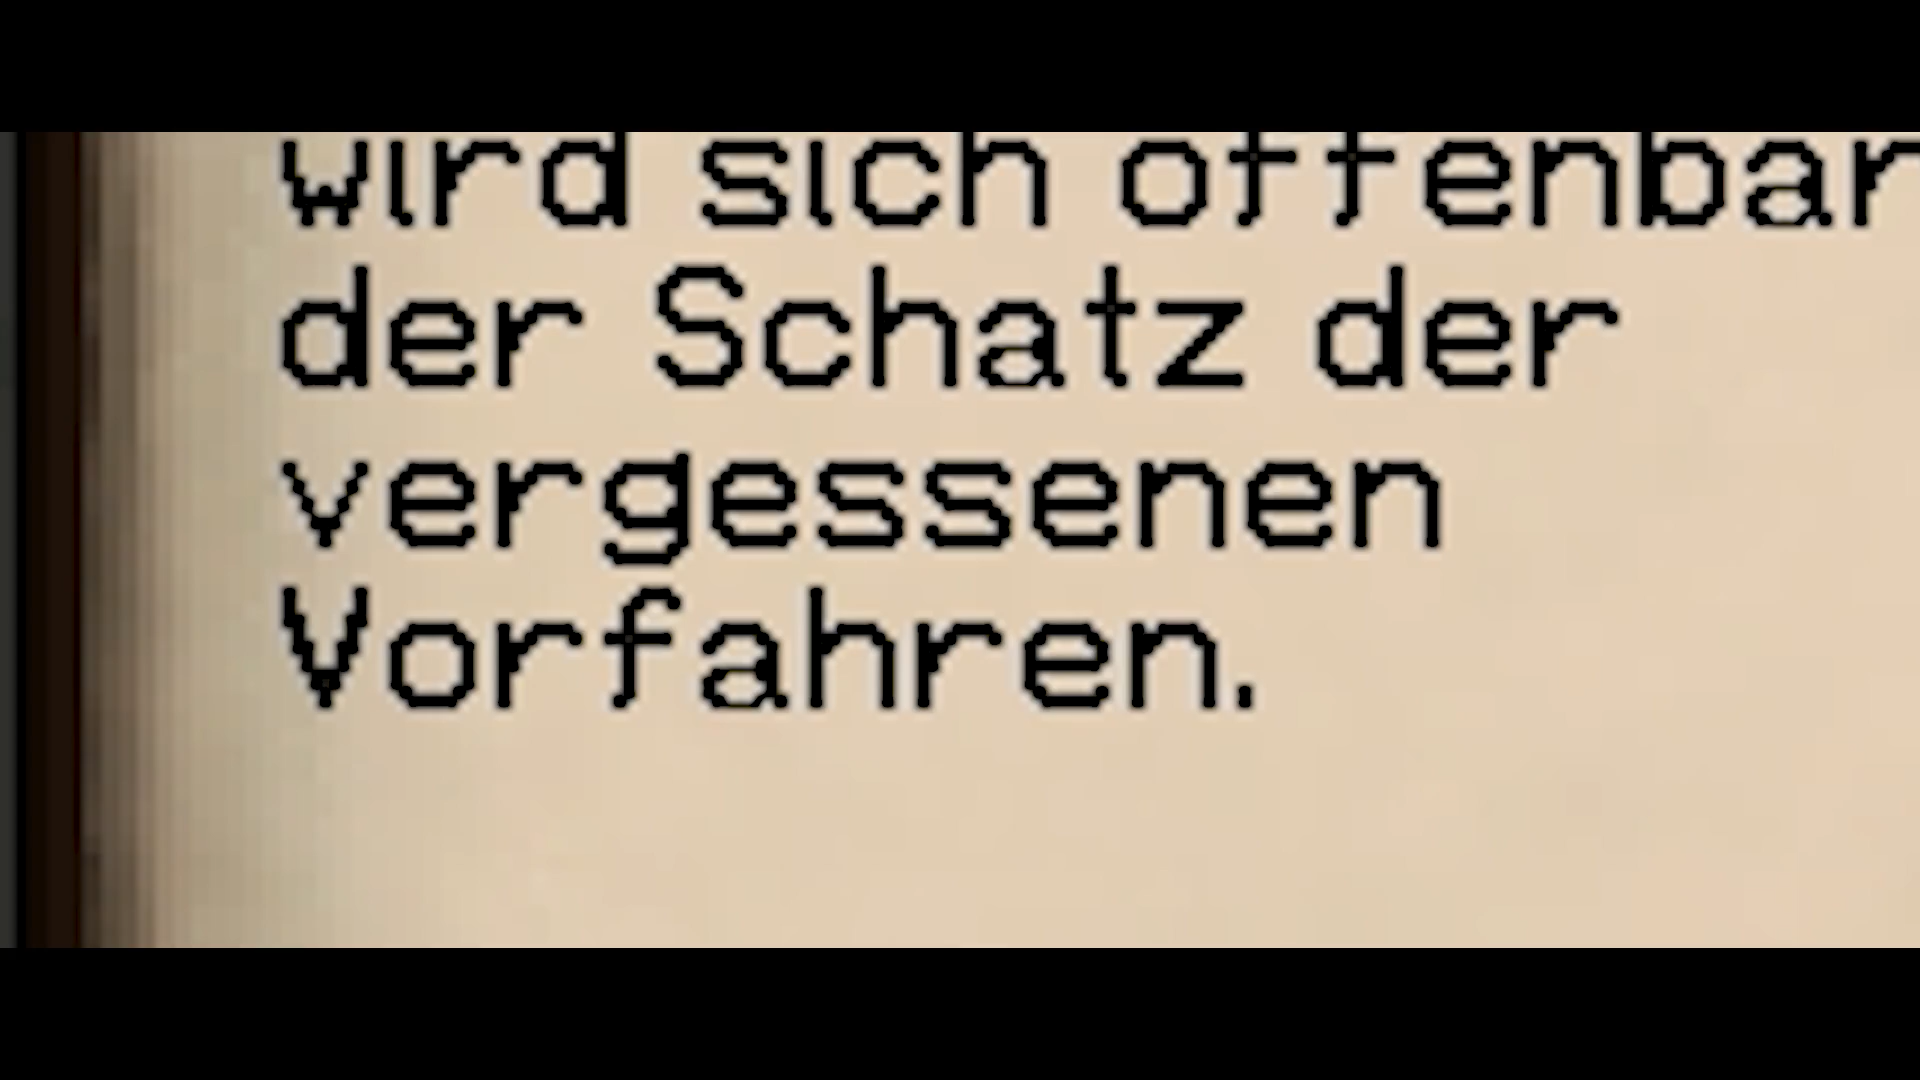 wird sich offenbar
der Schatz der
vergessenen
Vorfahren.